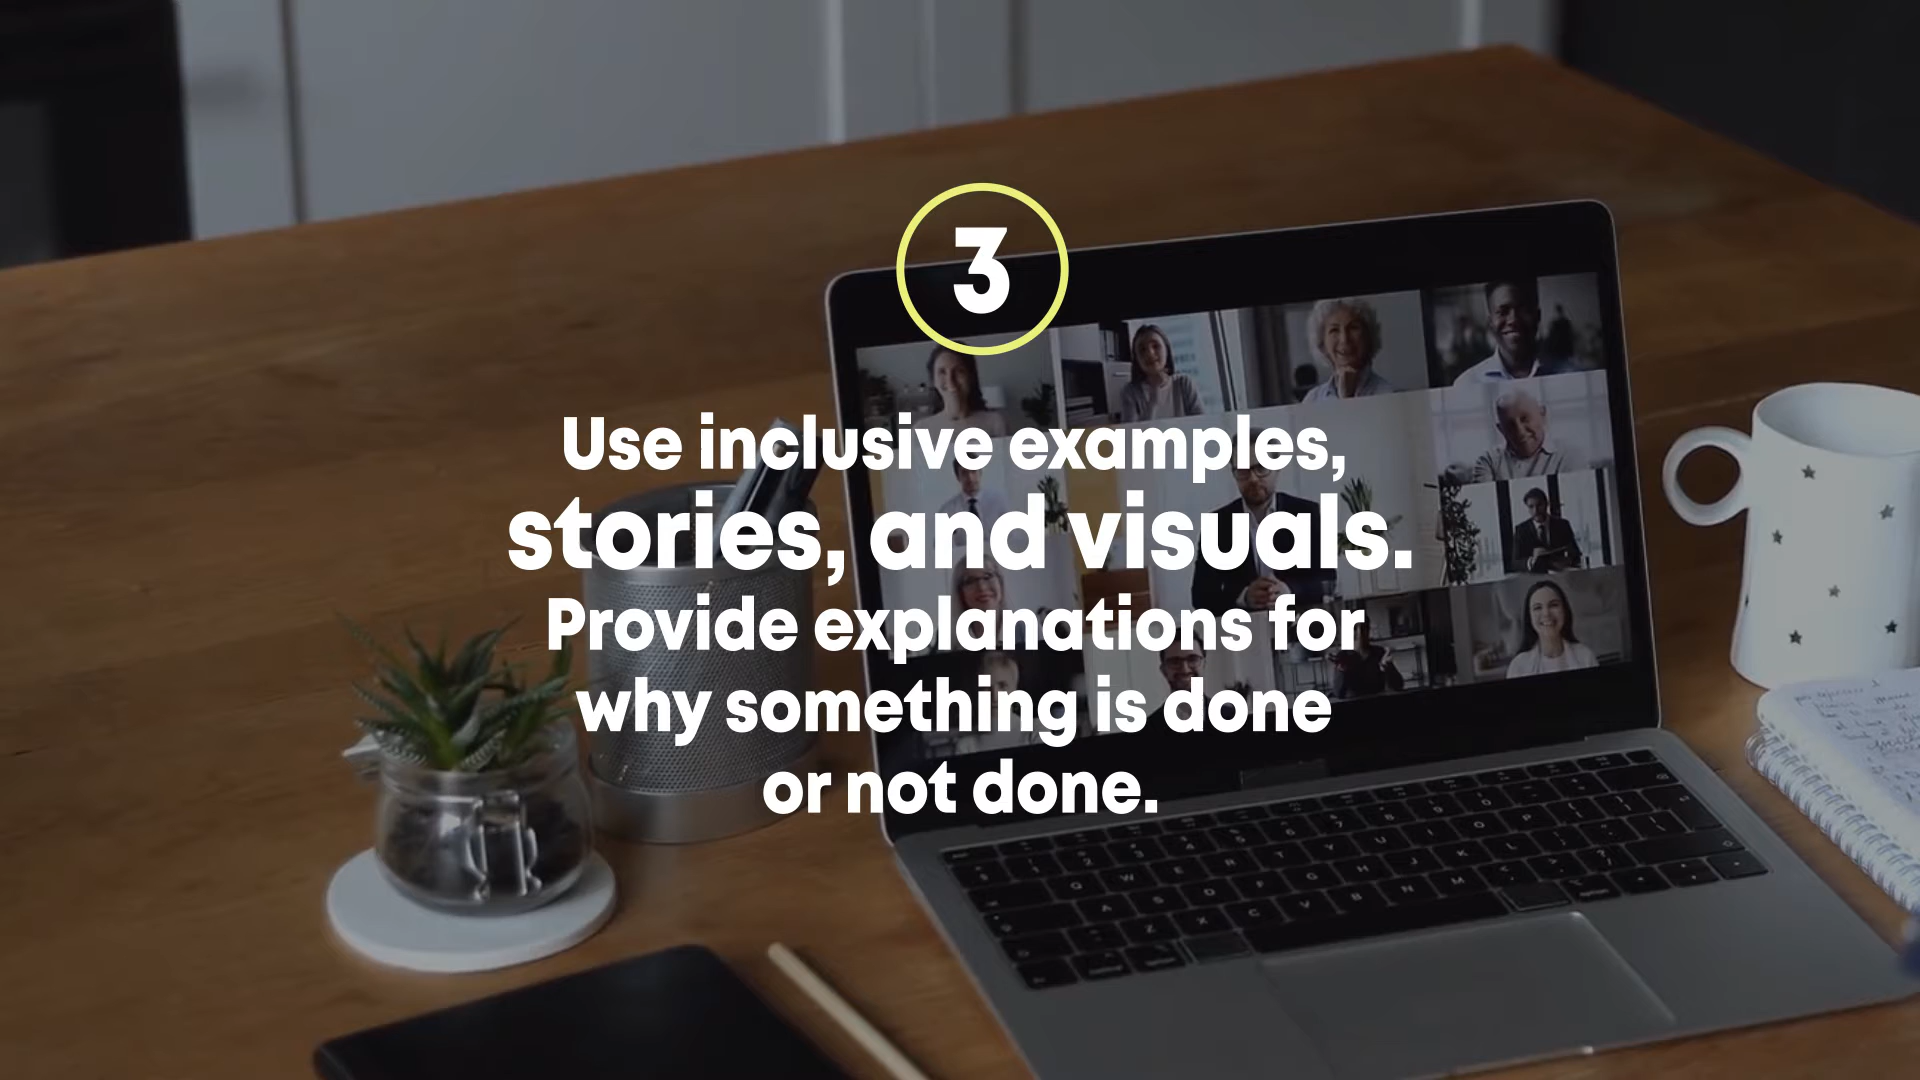 3
Use inclusive examples,
stories, and visuals.
Provide explanations for
why something is done
or not done.